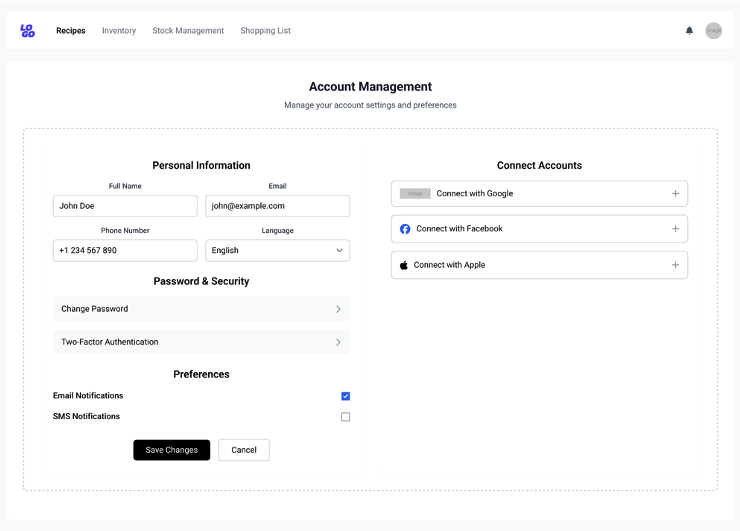 LOGO
Recipes Inventory Stock Management Shopping List
Image
Account Management
Manage your account settings and preferences
Personal Information
Full Name Email
John Doe john@example.com
Phone Number Language
+1 234 567 890 English
Password & Security
Change Password
Two-Factor Authentication
Preferences
Email Notifications
SMS Notifications
Save Changes Cancel
Connect Accounts
Image Connect with Google
Connect with Facebook
Connect with Apple